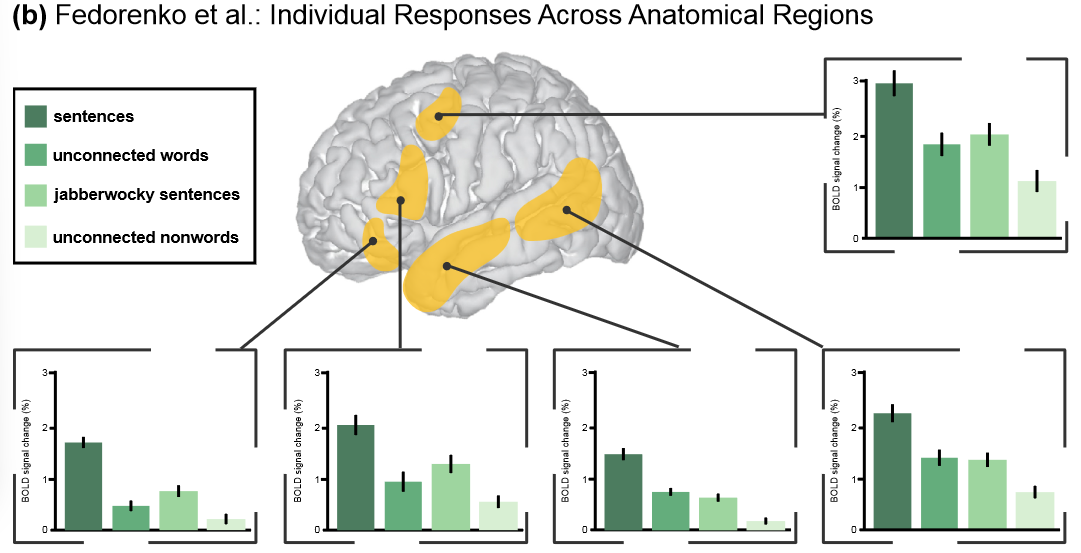 (b) Fedorenko et al.: Individual Responses Across Anatomical Regions
sentences
unconnected words
jabberwocky sentences
unconnected nonwords
BOLD signal change (%)
3
2
1
0
BOLD signal change (%)
3
2
1
0
BOLD signal change (%)
3
2
1
0
BOLD signal change (%)
3
2
1
0
BOLD signal change (%)
3
2
1
0